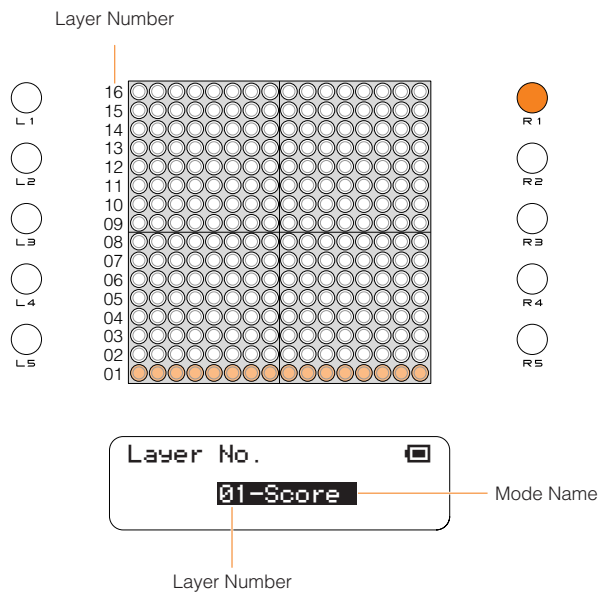 Layer Number
16
15
14
13
12
11
10
09
08
07
06
05
04
03
02
01
L1
L2
L3
L4
L5
R1
R2
R3
R4
R5
Layer No.
01-Score
Mode Name
Layer Number